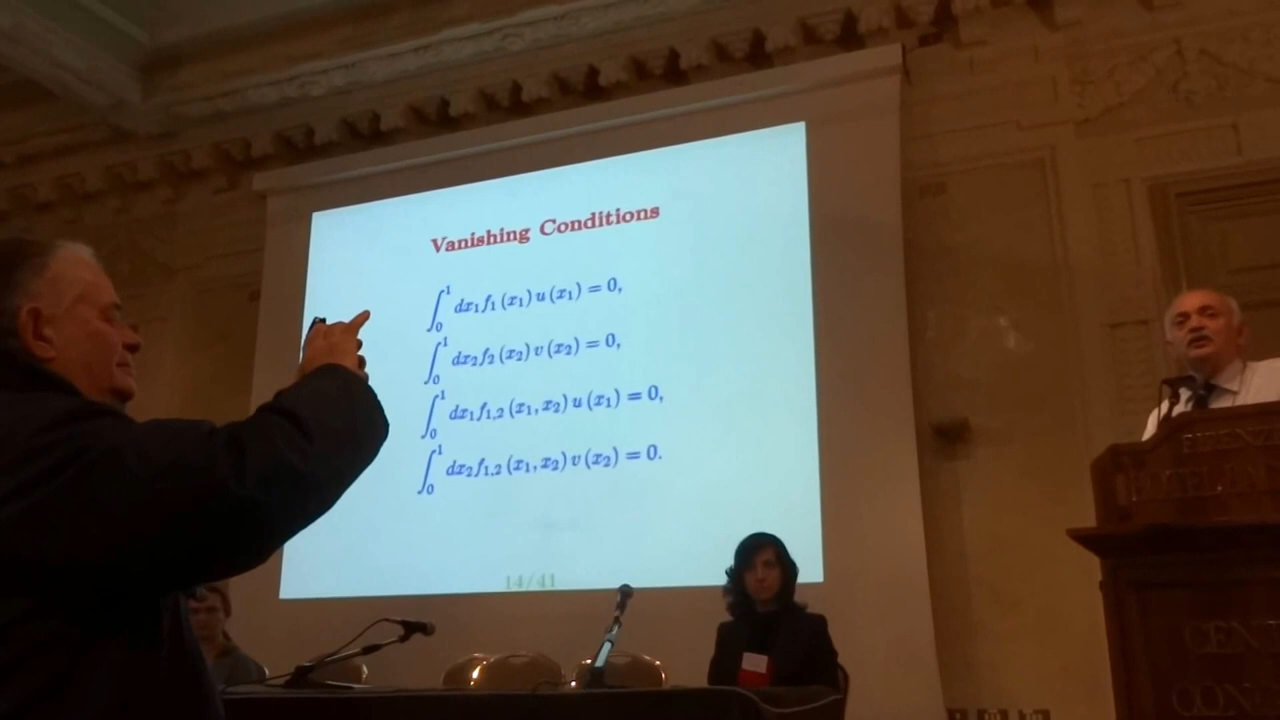 Vanishing Conditions
∫₀¹ dx₁f₁(x₁)u(x₁) = 0,
∫₀¹ dx₂f₂(x₂)v(x₂) = 0,
∫₀¹ dx₁f₁,₂(x₁,x₂)u(x₁) = 0,
∫₀¹ dx₂f₁,₂(x₁,x₂)v(x₂) = 0.
14/41